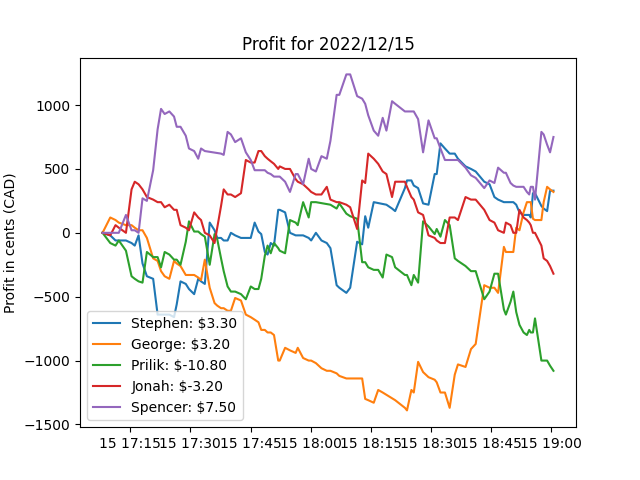 Profit for 2022/12/15
Profit in cents (CAD)
1000
500
0
−500
−1000
−1500
Stephen: $3.30
George: $3.20
Prilik: $-10.80
Jonah: $-3.20
Spencer: $7.50
15 17:15 15 17:30 15 17:45 15 18:00 15 18:15 15 18:30 15 18:45 15 19:00